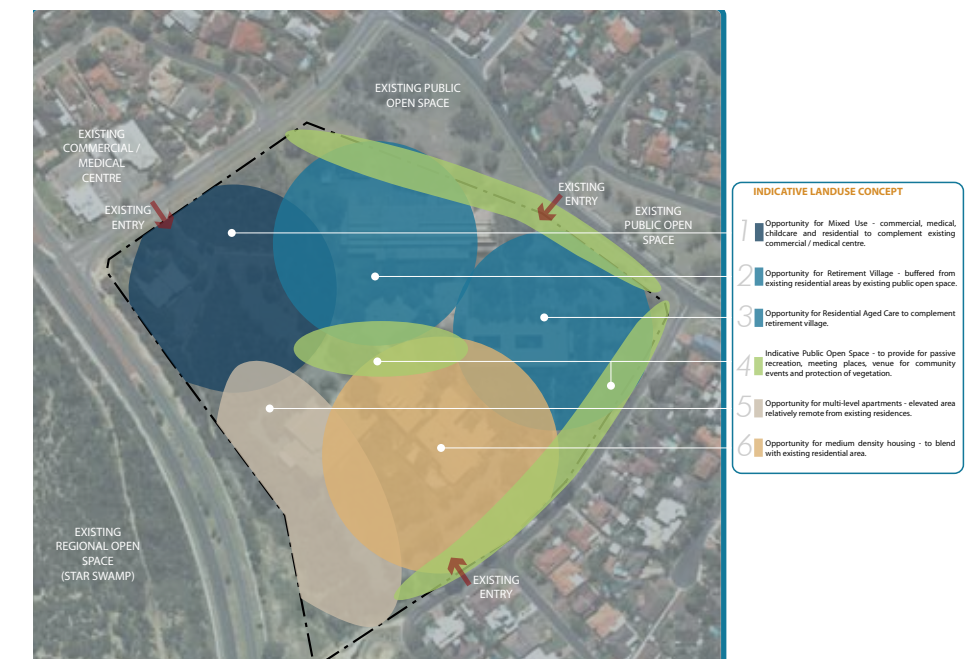 EXISTING PUBLIC
OPEN SPACE
EXISTING
COMMERCIAL /
MEDICAL
CENTRE
EXISTING
ENTRY
EXISTING
ENTRY
EXISTING
PUBLIC OPEN
SPACE
EXISTING
REGIONAL OPEN
SPACE
(STAR SWAMP)
EXISTING
ENTRY
INDICATIVE LANDUSE CONCEPT
1 Opportunity for Mixed Use - commercial, medical,
childcare and residential to complement existing
commercial / medical centre.
2 Opportunity for Retirement Village - buffered from
existing residential areas by existing public open space.
3 Opportunity for Residential Aged Care to complement
retirement village.
4 Indicative Public Open Space - to provide for passive
recreation, meeting places, venue for community
events and protection of vegetation.
5 Opportunity for multi-level apartments - elevated area
relatively remote from existing residences.
6 Opportunity for medium density housing - to blend
with existing residential area.